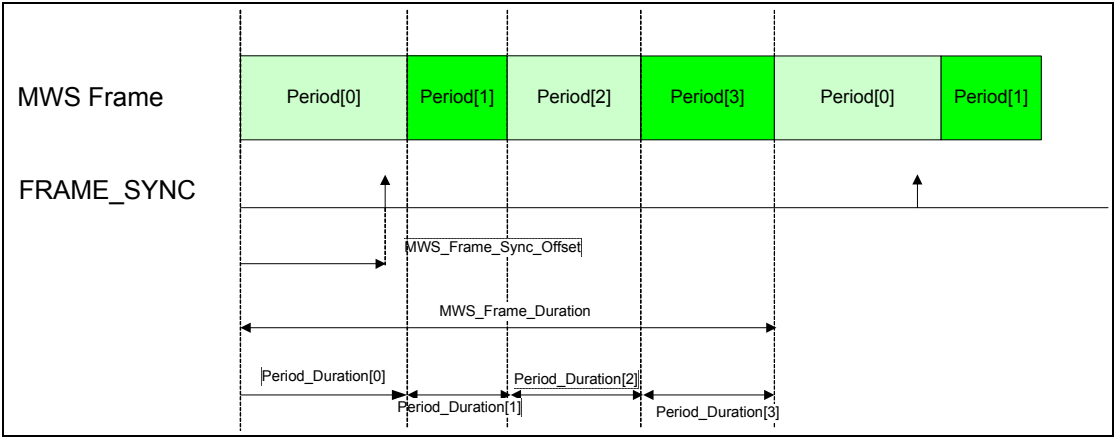 MWS Frame Period[0] Period[1] Period[2] Period[3] Period[0] Period[1]
FRAME_SYNC
MWS_Frame_Sync_Offset
MWS_Frame_Duration
Period_Duration[0] Period_Duration[2]
Period_Duration[1] Period_Duration[3]